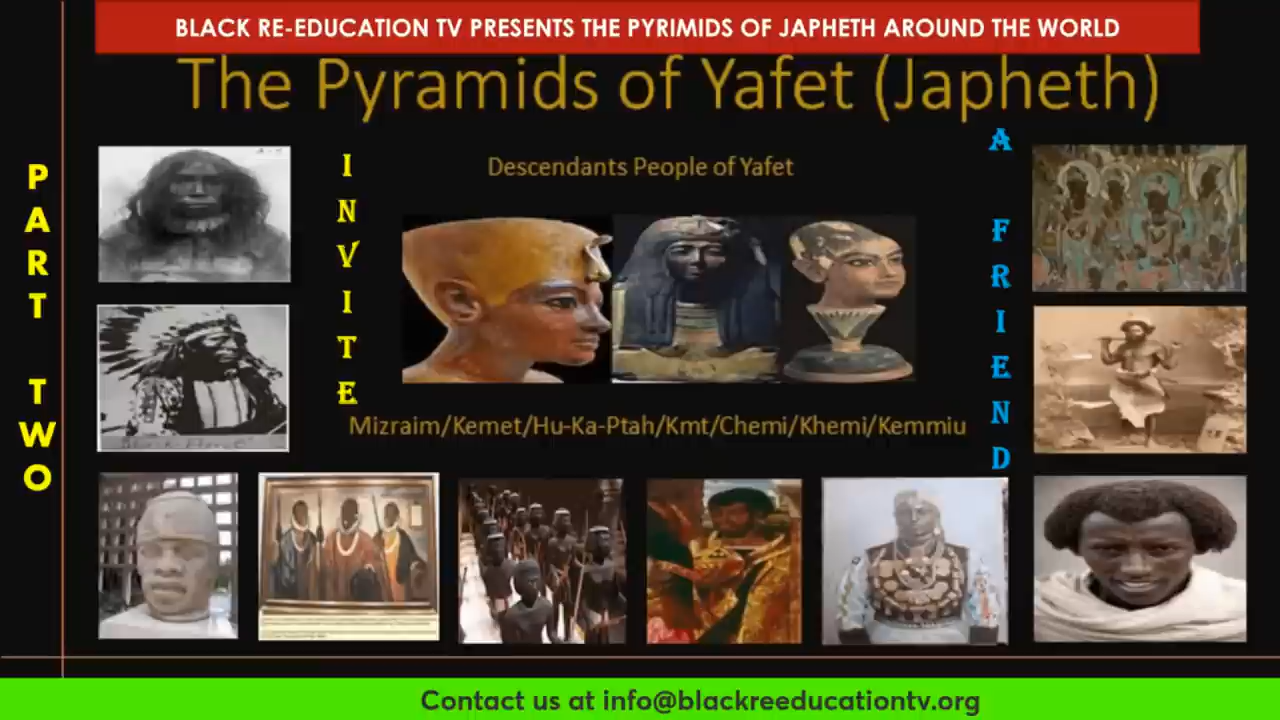 BLACK RE-EDUCATION TV PRESENTS THE PYRIMIDS OF JAPHETH AROUND THE WORLD
The Pyramids of Yafet (Japheth)
PART TWO
INVITE
A FRIEND
Descendants People of Yafet
Mizraim/Kemet/Hu-Ka-Ptah/Kmt/Chemi/Khemi/Kemmiu
Contact us at info@blackreeducationtv.org